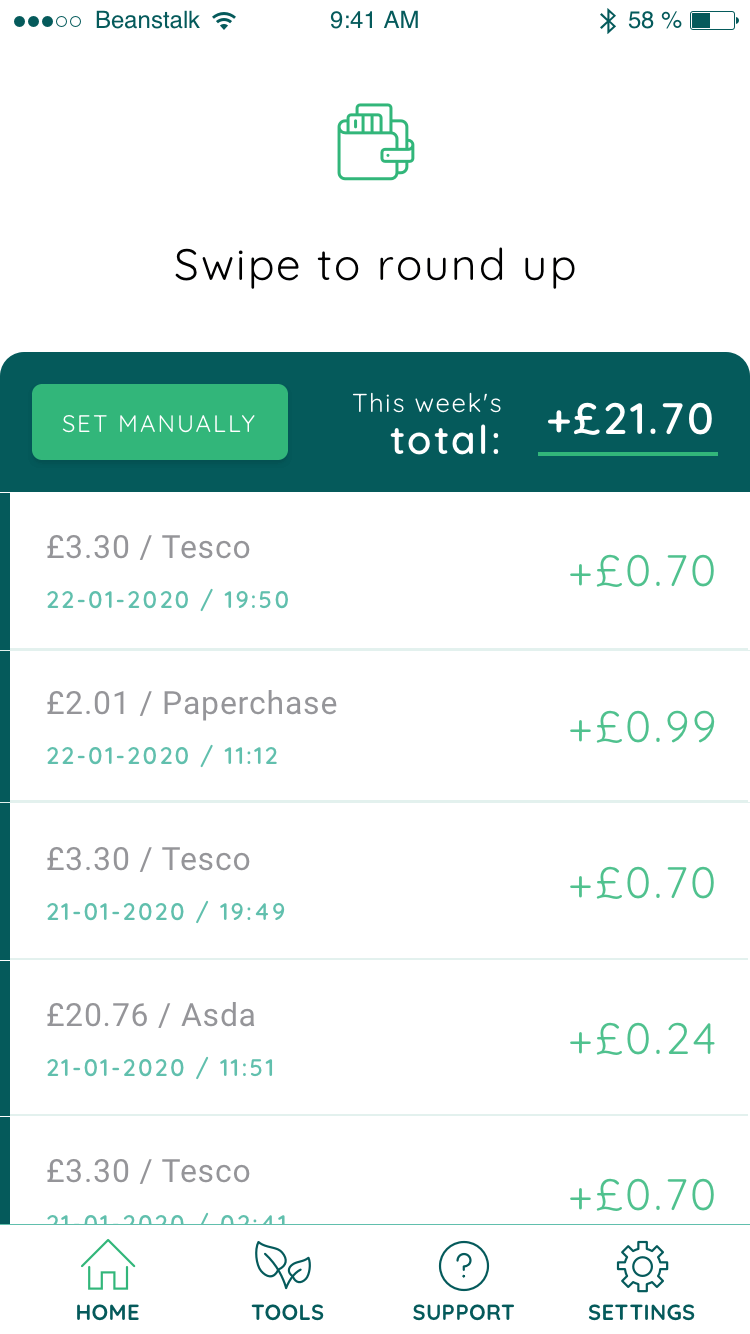 Beanstalk 9:41 AM 58 %
Swipe to round up
SET MANUALLY
This week's
total:
+£21.70
£3.30 / Tesco
22-01-2020 / 19:50
+£0.70
£2.01 / Paperchase
22-01-2020 / 11:12
+£0.99
£3.30 / Tesco
21-01-2020 / 19:49
+£0.70
£20.76 / Asda
21-01-2020 / 11:51
+£0.24
£3.30 / Tesco
21-01-2020 /
+£0.70
?
HOME TOOLS SUPPORT SETTINGS